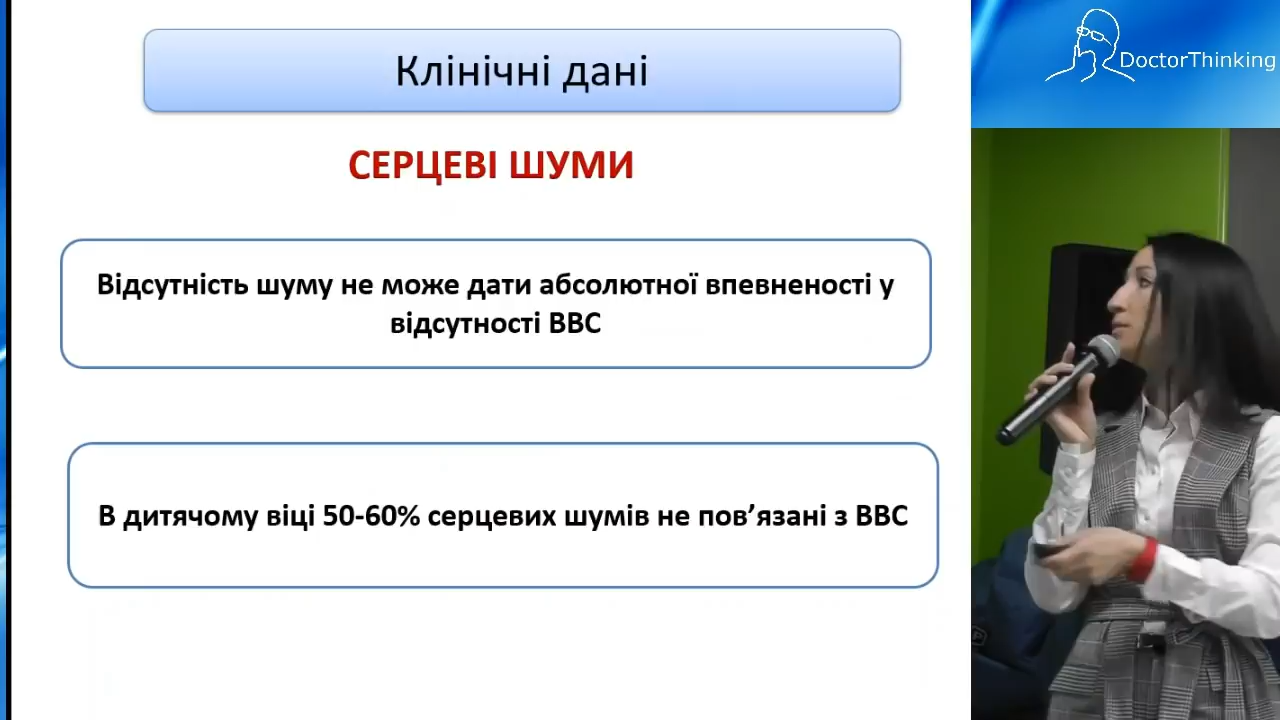 Клінічні дані
DoctorThinking
СЕРЦЕВІ ШУМИ
Відсутність шуму не може дати абсолютної впевненості у
відсутності ВВС
В дитячому віці 50-60% серцевих шумів не пов’язані з ВВС